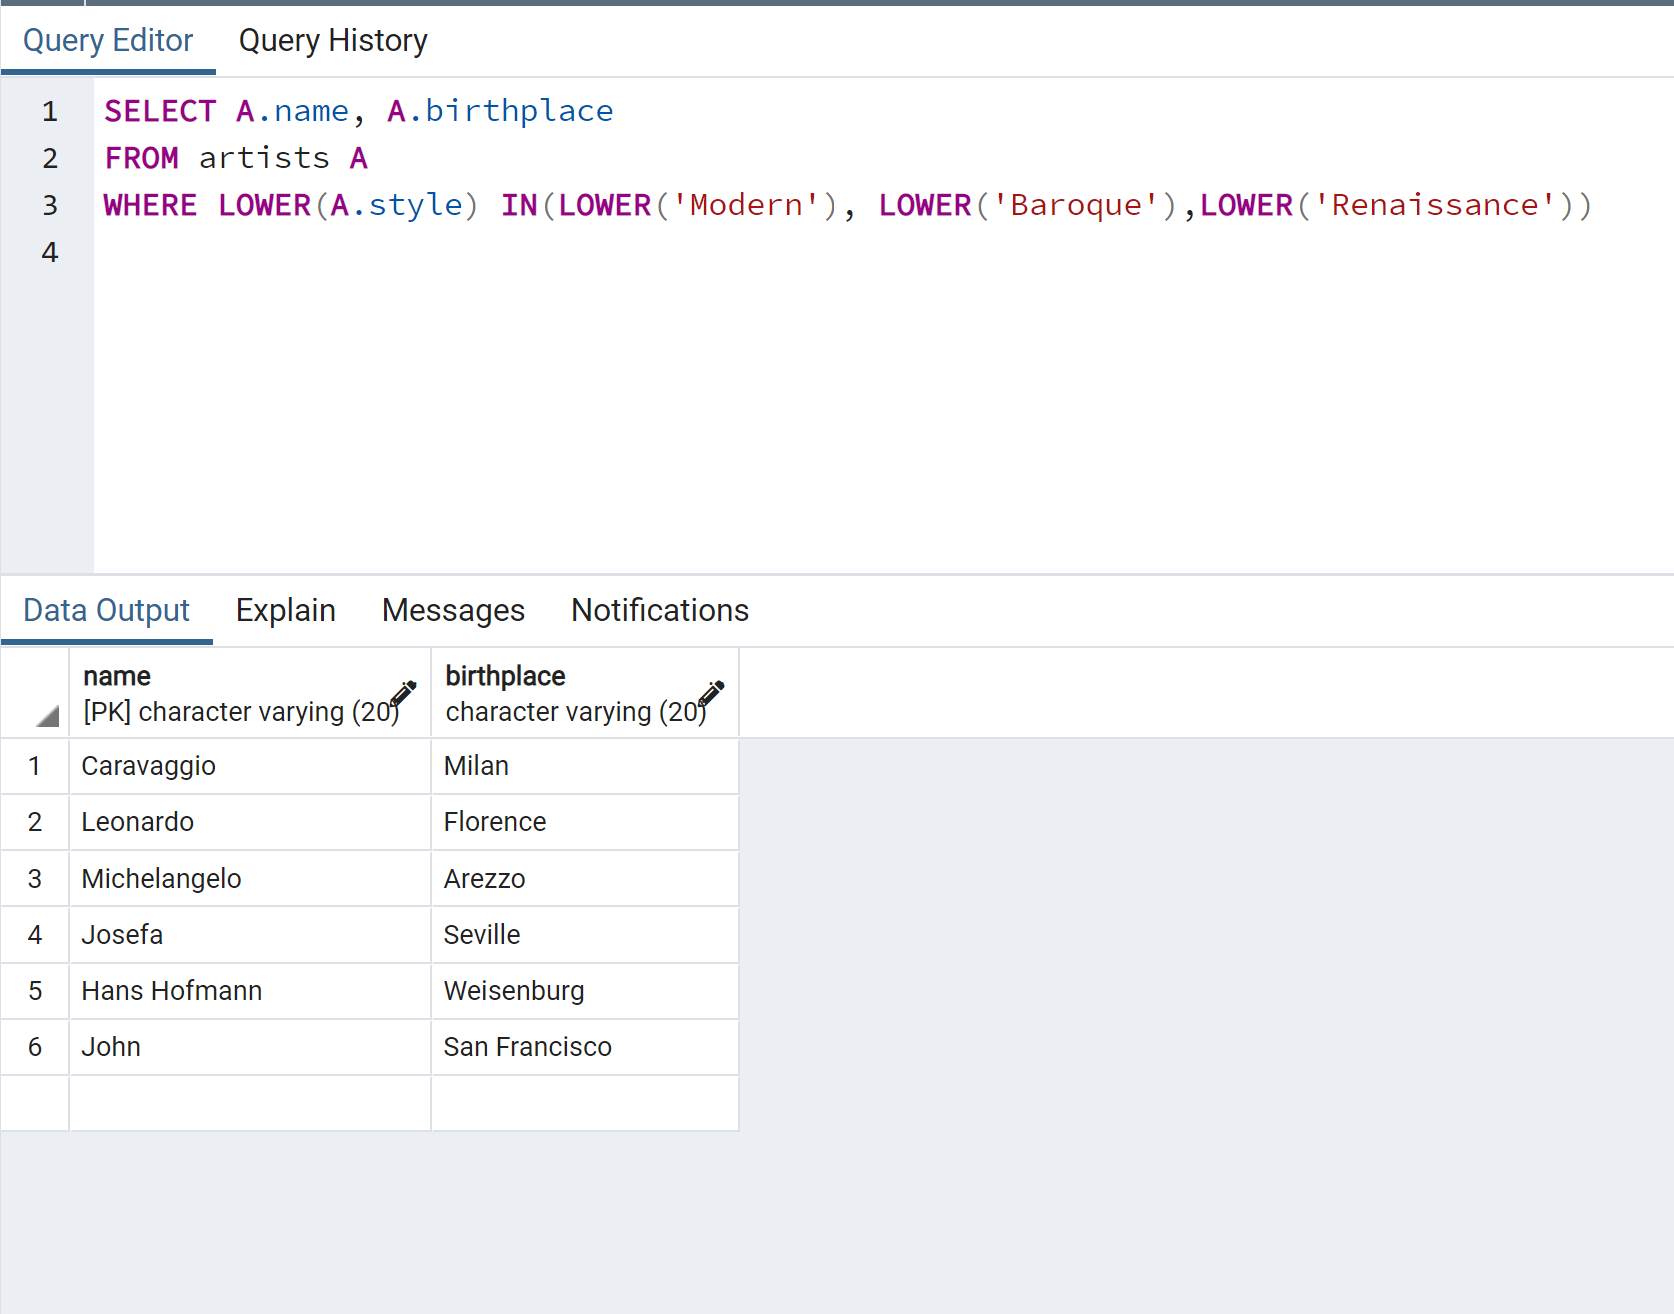 Query Editor Query History
1 SELECT A.name, A.birthplace
2 FROM artists A
3 WHERE LOWER(A.style) IN(LOWER('Modern'), LOWER('Baroque'),LOWER('Renaissance'))
4
Data Output Explain Messages Notifications
name birthplace
[PK] character varying (20) character varying (20)
1 Caravaggio Milan
2 Leonardo Florence
3 Michelangelo Arezzo
4 Josefa Seville
5 Hans Hofmann Weisenburg
6 John San Francisco